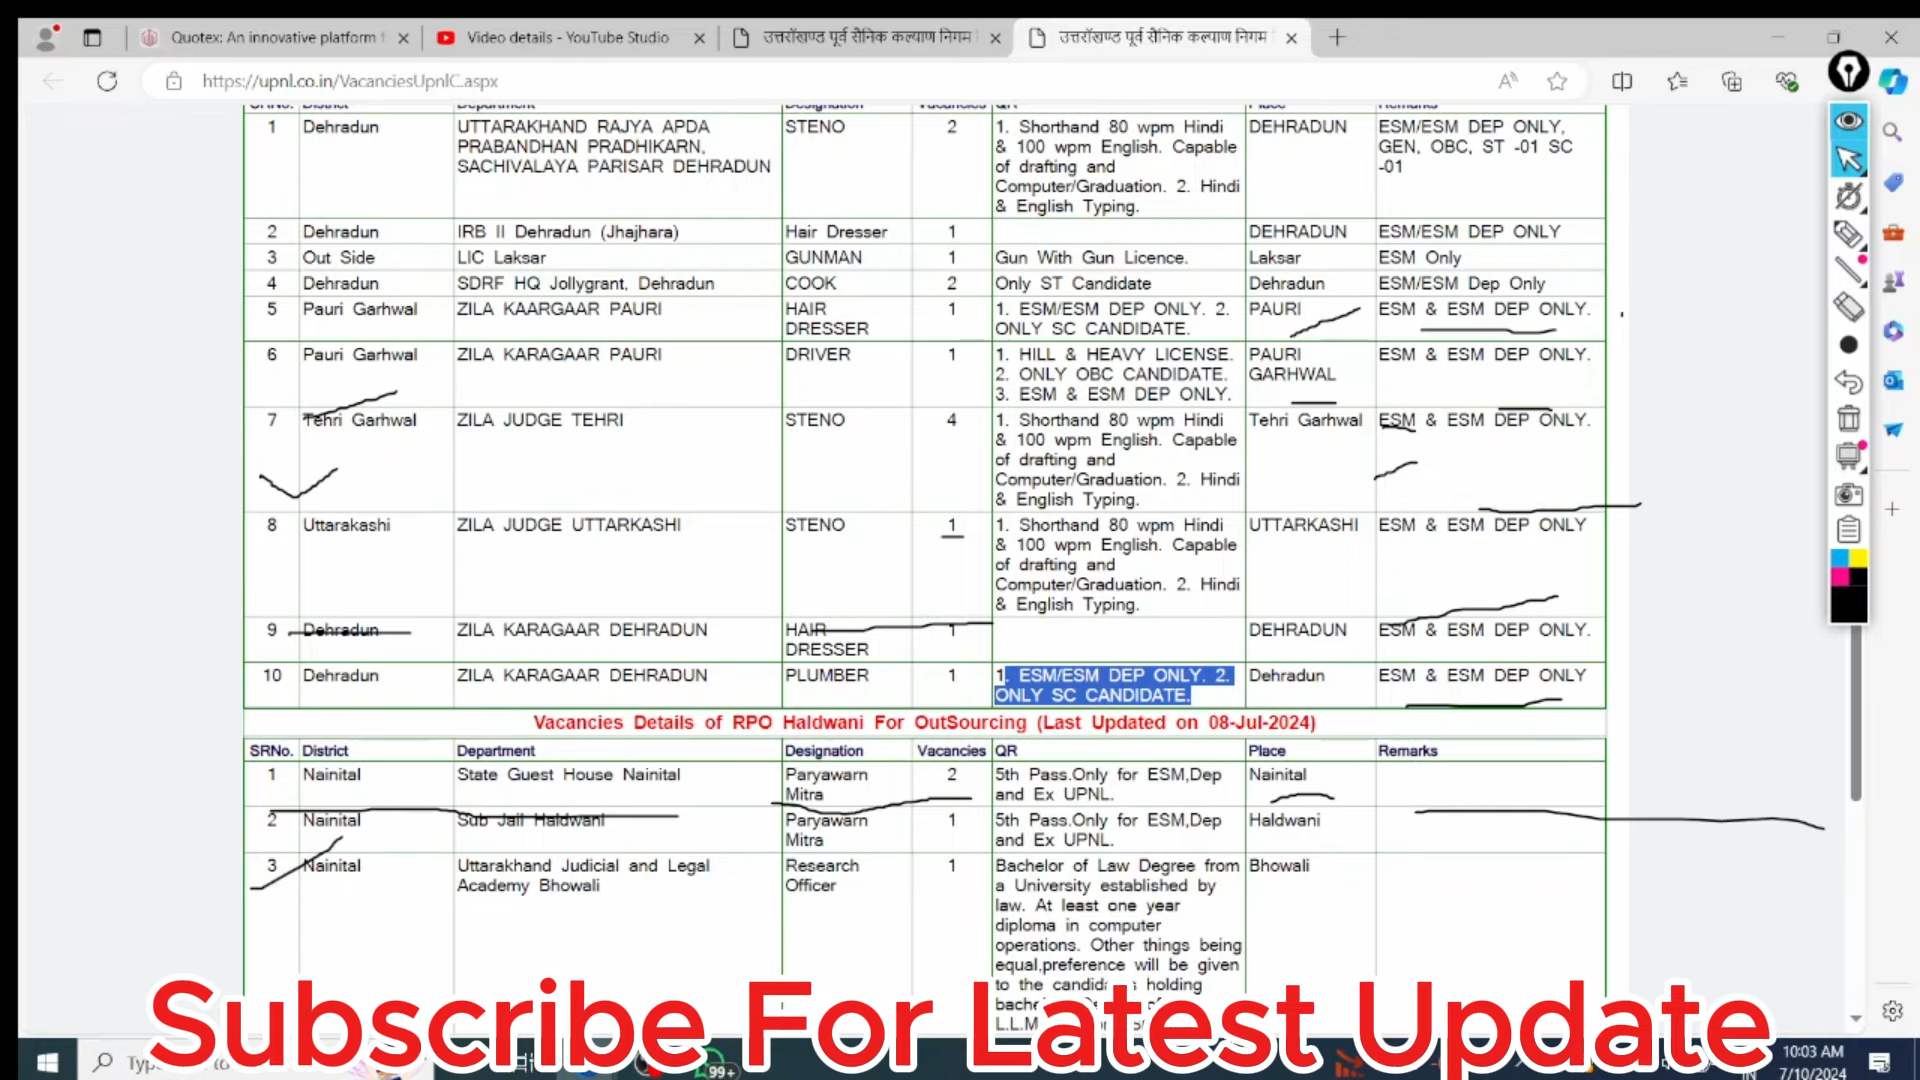 Quotex: An innovative platform f
Video details - YouTube Studio
उत्तरॉखण्ड पूर्व सैनिक कल्याण निगम
उत्तरॉखण्ड पूर्व सैनिक कल्याण निगम
https://upnl.co.in/VacanciesUpnlC.aspx
SRNo. District Department Designation Vacancies QR Place Remarks
1 Dehradun UTTARAKHAND RAJYA APDA STENO 2 1. Shorthand 80 wpm Hindi DEHRADUN ESM/ESM DEP ONLY,
PRABANDHAN PRADHIKARN, & 100 wpm English. Capable GEN, OBC, ST -01 SC
SACHIVALAYA PARISAR DEHRADUN of drafting and -01
Computer/Graduation. 2. Hindi
& English Typing.
2 Dehradun IRB II Dehradun (Jhajhara) Hair Dresser 1 DEHRADUN ESM/ESM DEP ONLY
3 Out Side LIC Laksar GUNMAN 1 Gun With Gun Licence. Laksar ESM Only
4 Dehradun SDRF HQ Jollygrant, Dehradun COOK 2 Only ST Candidate Dehradun ESM/ESM Dep Only
5 Pauri Garhwal ZILA KAARGAAR PAURI HAIR 1 1. ESM/ESM DEP ONLY. 2. PAURI ESM & ESM DEP ONLY.
DRESSER ONLY SC CANDIDATE.
6 Pauri Garhwal ZILA KARAGAAR PAURI DRIVER 1 1. HILL & HEAVY LICENSE. PAURI ESM & ESM DEP ONLY.
2. ONLY OBC CANDIDATE. GARHWAL
3. ESM & ESM DEP ONLY.
7 Tehri Garhwal ZILA JUDGE TEHRI STENO 4 1. Shorthand 80 wpm Hindi Tehri Garhwal ESM & ESM DEP ONLY.
& 100 wpm English. Capable
of drafting and
Computer/Graduation. 2. Hindi
& English Typing.
8 Uttarakashi ZILA JUDGE UTTARKASHI STENO 1 1. Shorthand 80 wpm Hindi UTTARKASHI ESM & ESM DEP ONLY
& 100 wpm English. Capable
of drafting and
Computer/Graduation. 2. Hindi
& English Typing.
9 Dehradun ZILA KARAGAAR DEHRADUN HAIR 1 DEHRADUN ESM & ESM DEP ONLY.
DRESSER
10 Dehradun ZILA KARAGAAR DEHRADUN PLUMBER 1 1. ESM/ESM DEP ONLY. 2. Dehradun ESM & ESM DEP ONLY
ONLY SC CANDIDATE.
Vacancies Details of RPO Haldwani For OutSourcing (Last Updated on 08-Jul-2024)
SRNo. District Department Designation Vacancies QR Place Remarks
1 Nainital State Guest House Nainital Paryawarn 2 5th Pass.Only for ESM,Dep Nainital
Mitra and Ex UPNL.
2 Nainital Sub Jail Haldwani Paryawarn 1 5th Pass.Only for ESM,Dep Haldwani
Mitra and Ex UPNL.
3 Nainital Uttarakhand Judicial and Legal Research 1 Bachelor of Law Degree from Bhowali
Academy Bhowali Officer a University established by
law. At least one year
diploma in computer
operations. Other things being
equal,preference will be given
to the holding
L.L.M
Subscribe For Latest Update
99+
10:03 AM
7/10/2024